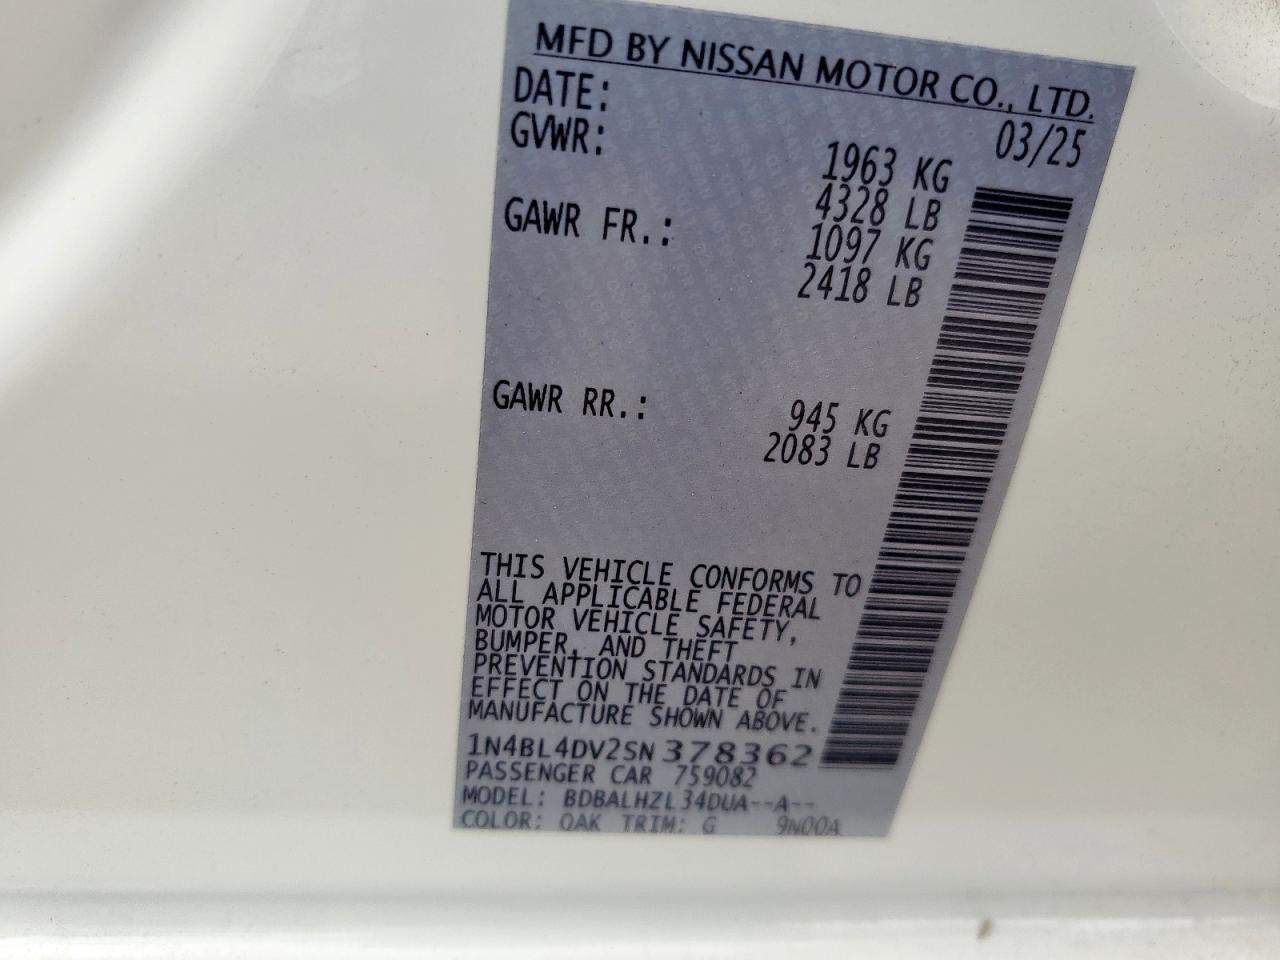 MFD BY NISSAN MOTOR CO., LTD.
DATE: 03/25
GVWR: 1963 KG
4328 LB
GAWR FR.: 1097 KG
2418 LB
GAWR RR.: 945 KG
2083 LB
THIS VEHICLE CONFORMS TO
ALL APPLICABLE FEDERAL
MOTOR VEHICLE SAFETY,
BUMPER, AND THEFT
PREVENTION STANDARDS IN
EFFECT ON THE DATE OF
MANUFACTURE SHOWN ABOVE.
1N4BL4DV2SN378362
PASSENGER CAR 759082
MODEL: BDBALHZL34DUA--A--
COLOR: QAK TRIM: G